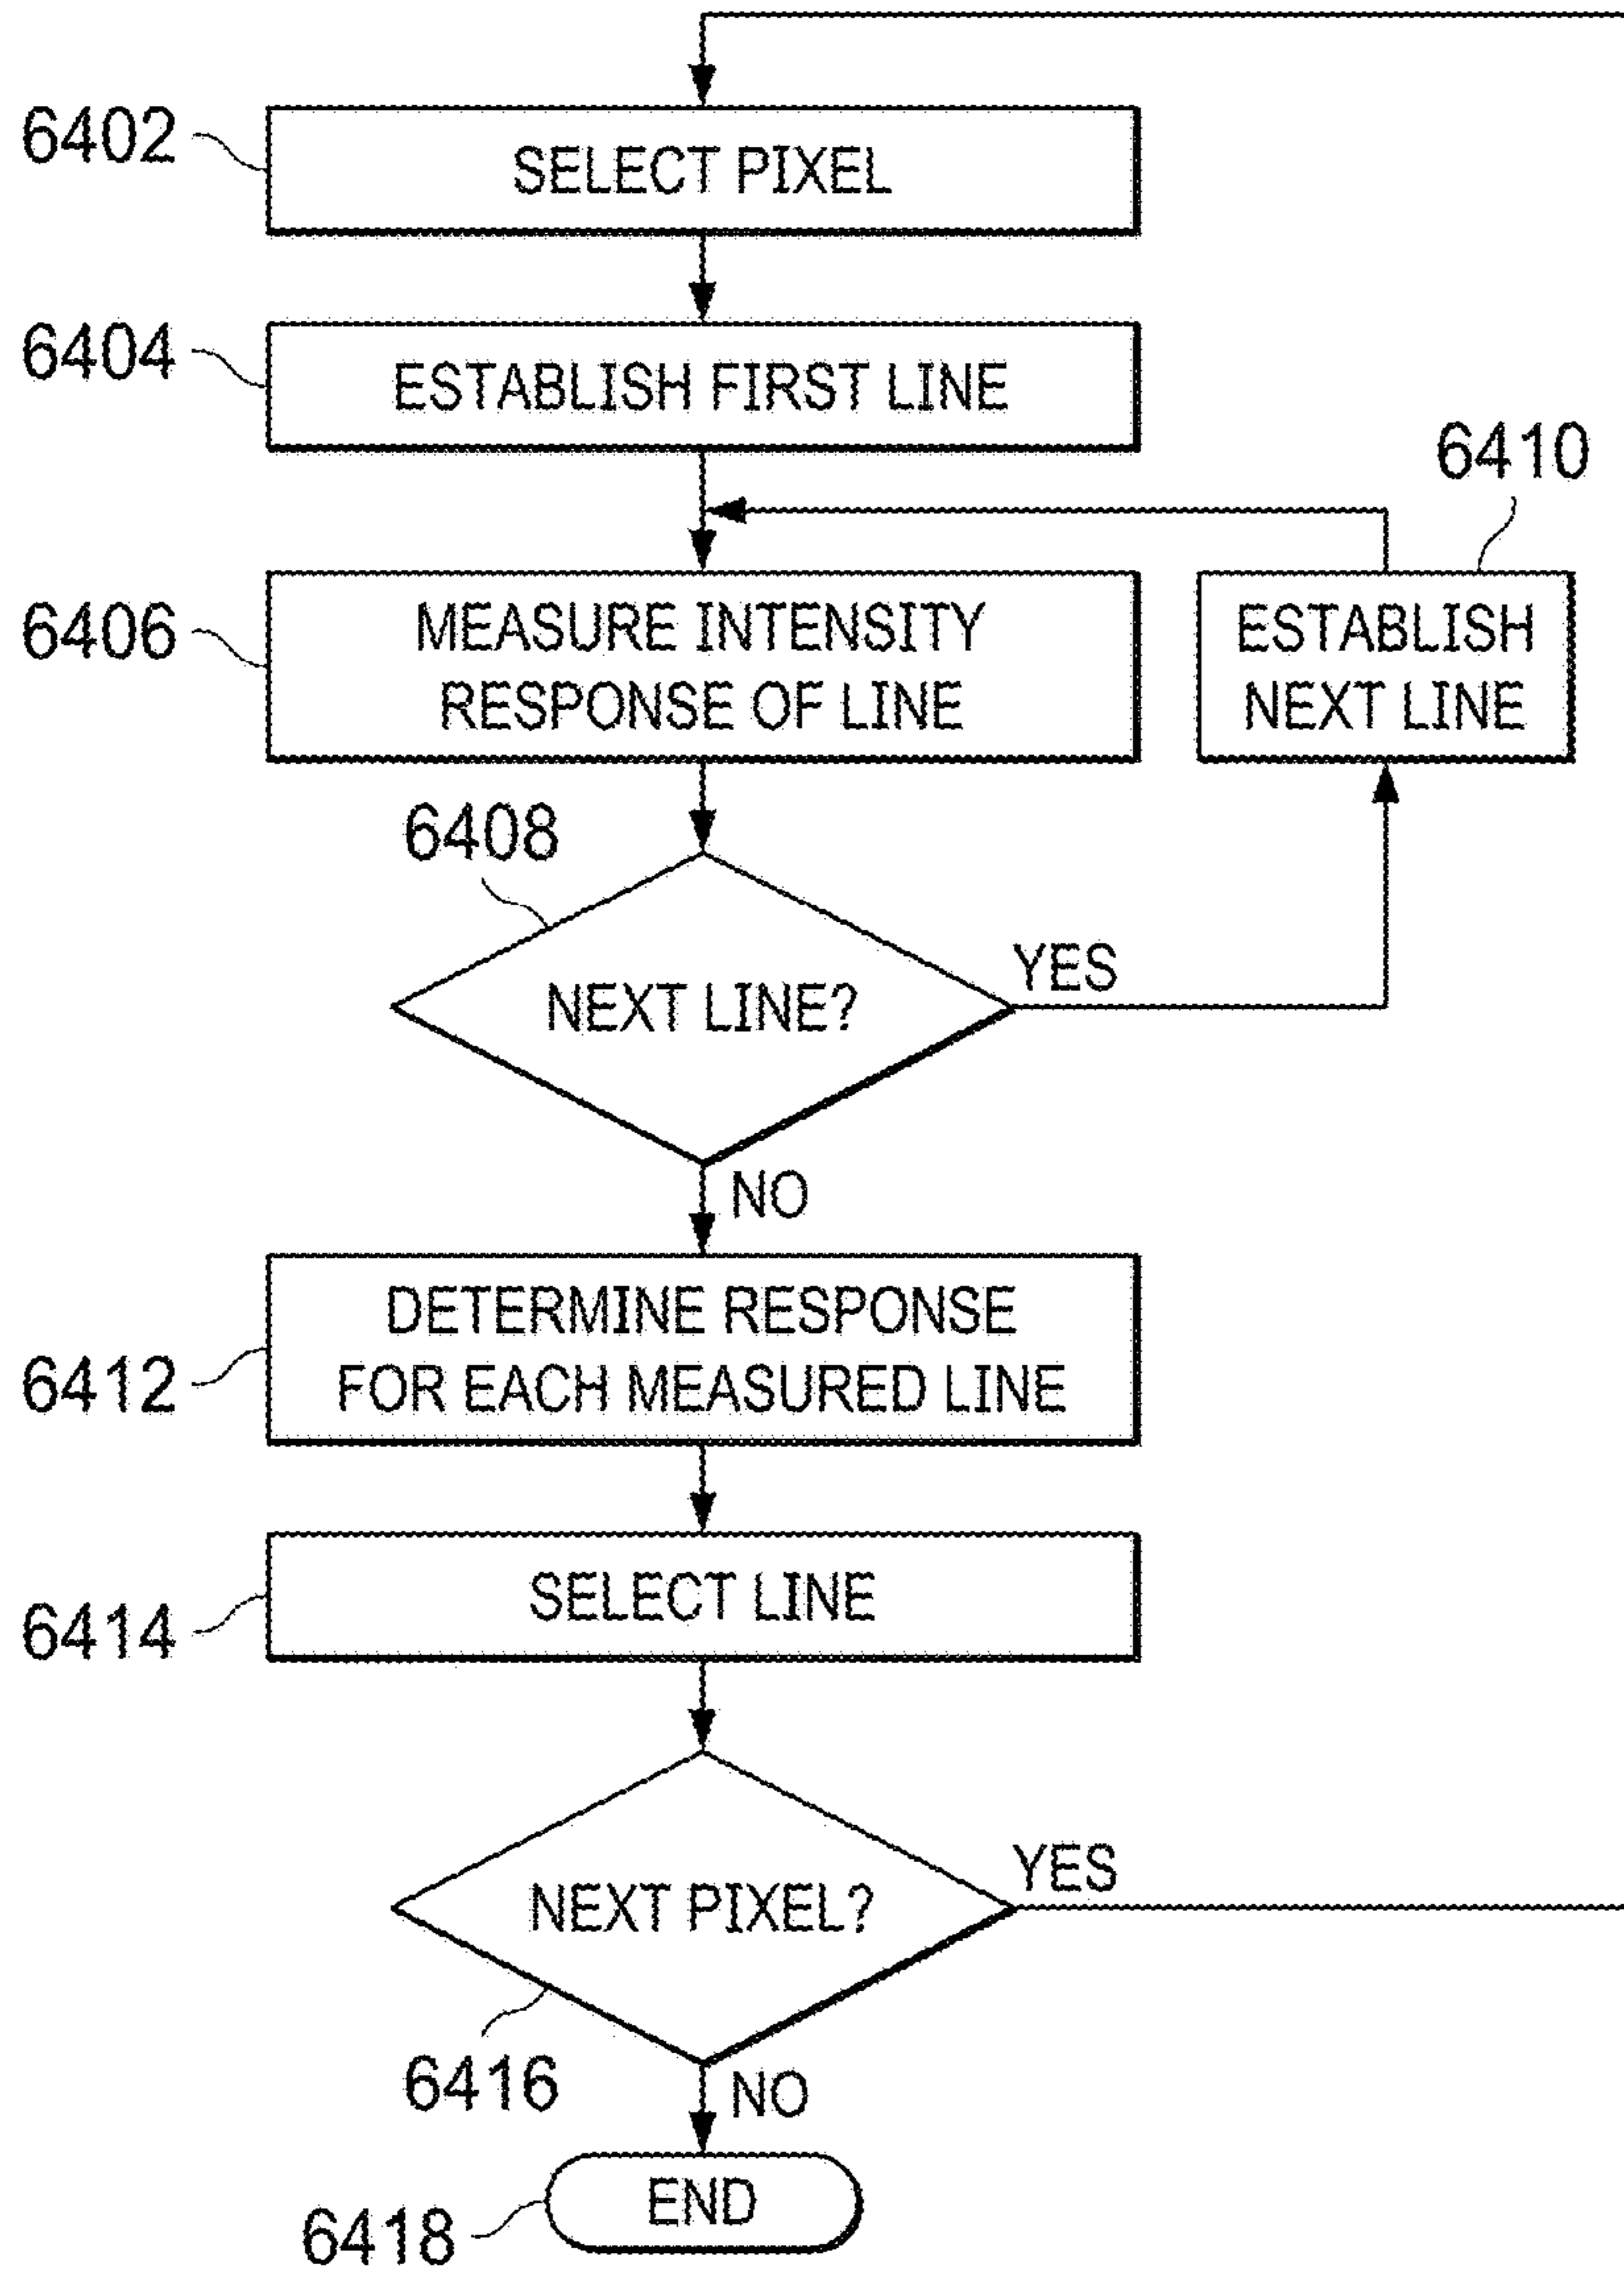 6402
SELECT PIXEL
6404
ESTABLISH FIRST LINE
6410
6406
MEASURE INTENSITY
RESPONSE OF LINE
ESTABLISH
NEXT LINE
6408
NEXT LINE?
YES
NO
6412
DETERMINE RESPONSE
FOR EACH MEASURED LINE
6414
SELECT LINE
NEXT PIXEL?
YES
6416
NO
6418
END